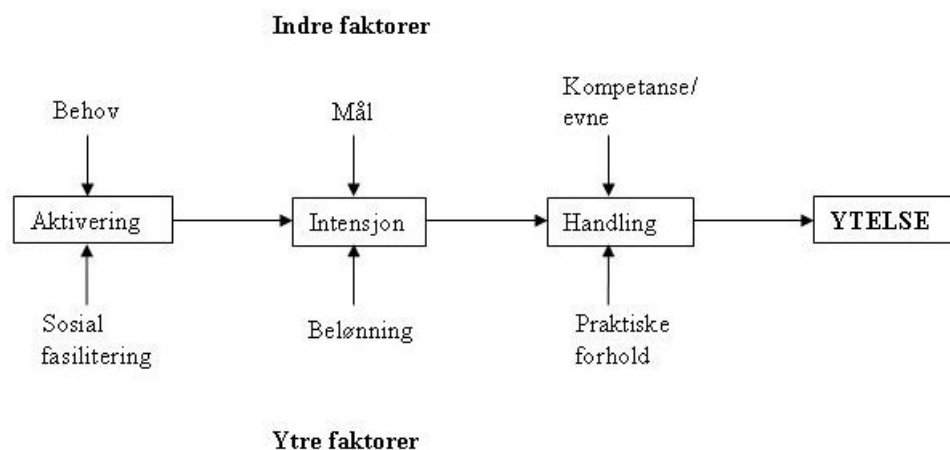 Indre faktorer
Behov
Mål
Kompetanse/
evne
Aktivering
Intensjon
Handling
YTELSE
Sosial
fasilitering
Belønning
Praktiske
forhold
Ytre faktorer